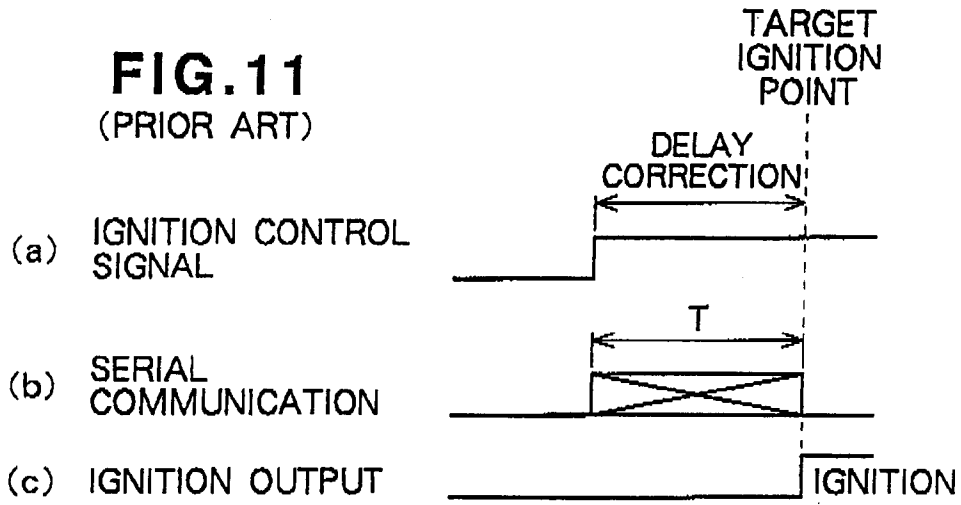 FIG.11
(PRIOR ART)
TARGET
IGNITION
POINT
DELAY
CORRECTION
(a) IGNITION CONTROL
SIGNAL
T
(b) SERIAL
COMMUNICATION
(c) IGNITION OUTPUT
IGNITION